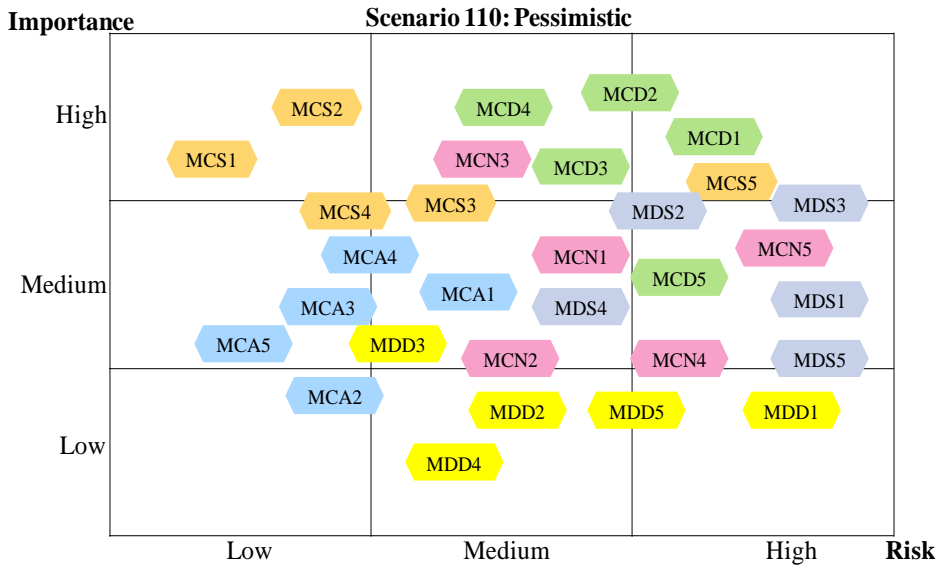 Importance
Scenario 110: Pessimistic
High
MCS2
MCD4
MCD2
MCD1
MCS1
MCN3
MCD3
MCS5
MCS4
MCS3
MDS2
MDS3
Medium
MCA4
MCN1
MCN5
MCD5
MCA3
MCA1
MDS4
MDS1
MCA5
MDD3
MCN2
MCN4
MDS5
Low
MCA2
MDD2
MDD5
MDD1
MDD4
Low
Medium
High
Risk